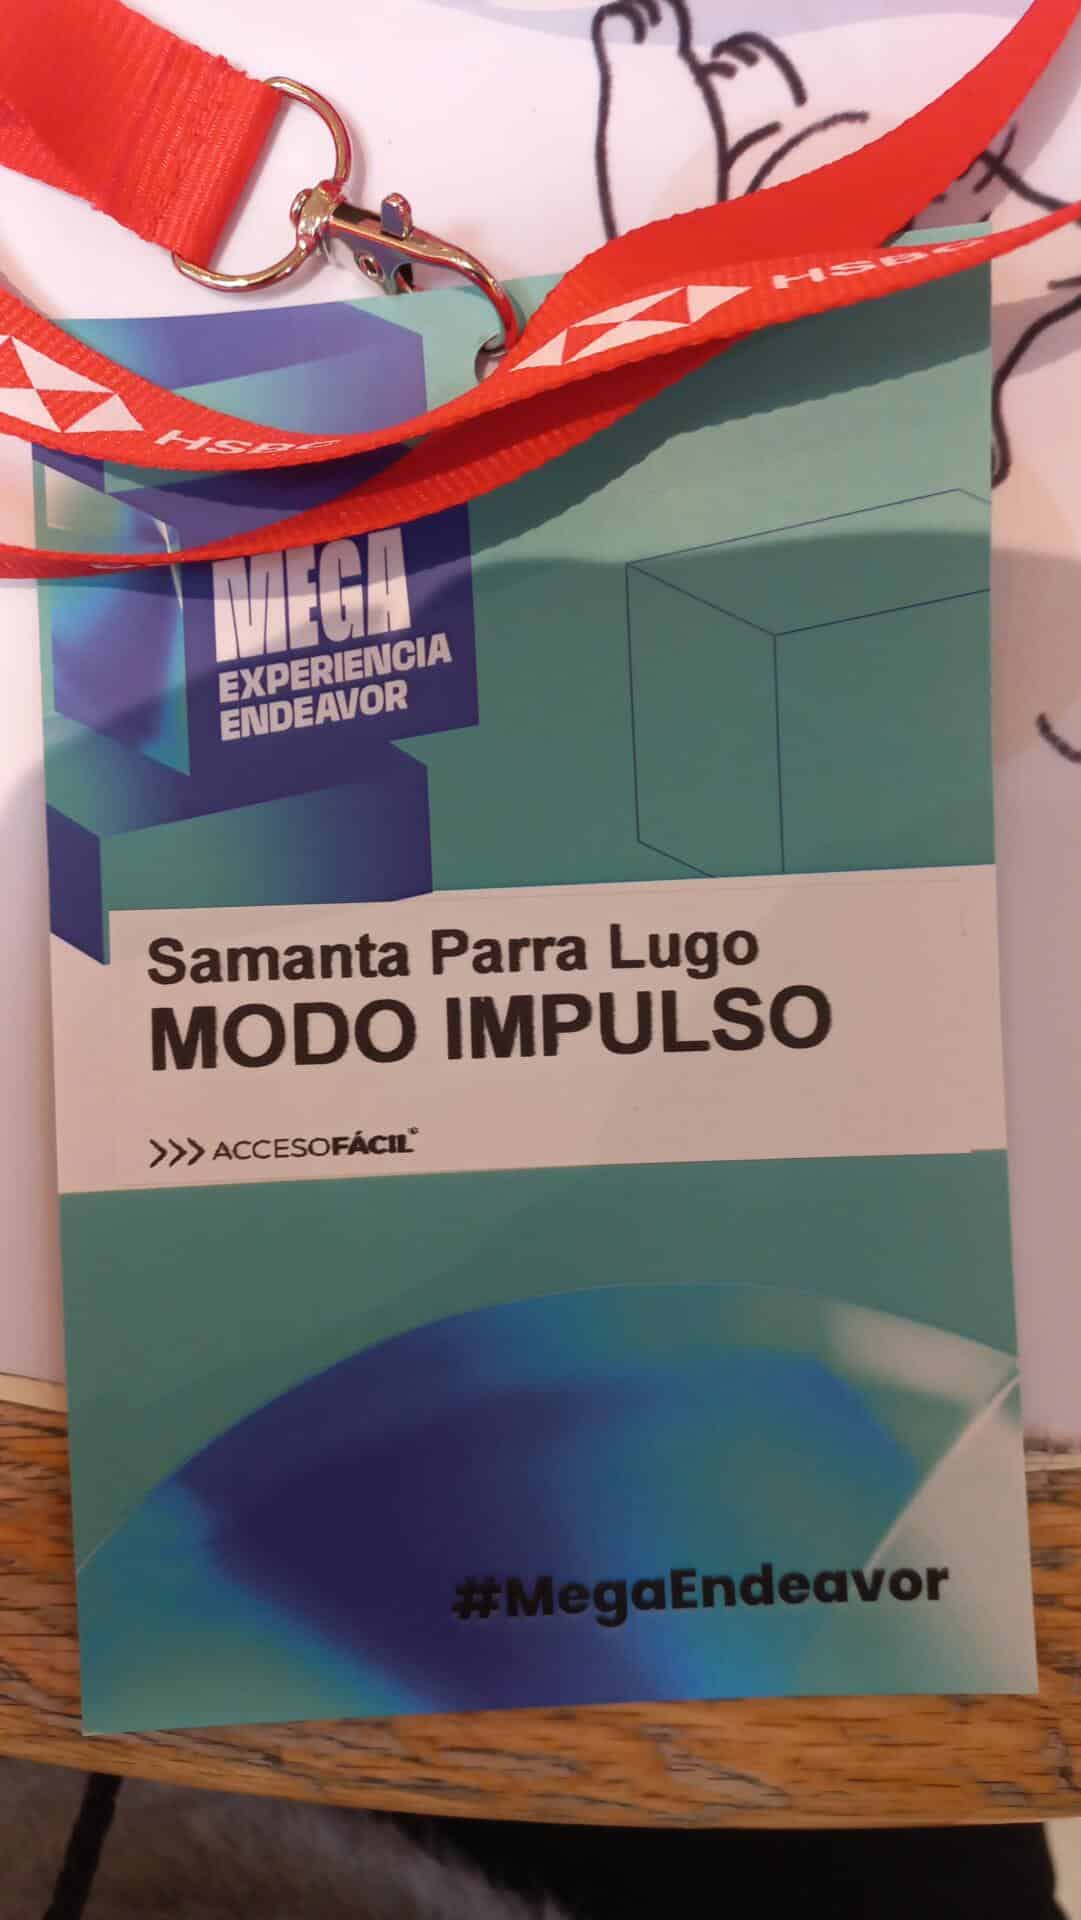 HSBC
HSBC
MEGA
EXPERIENCIA
ENDEAVOR
Samanta Parra Lugo
MODO IMPULSO
>>> ACCESOFÁCIL
#MegaEndeavor